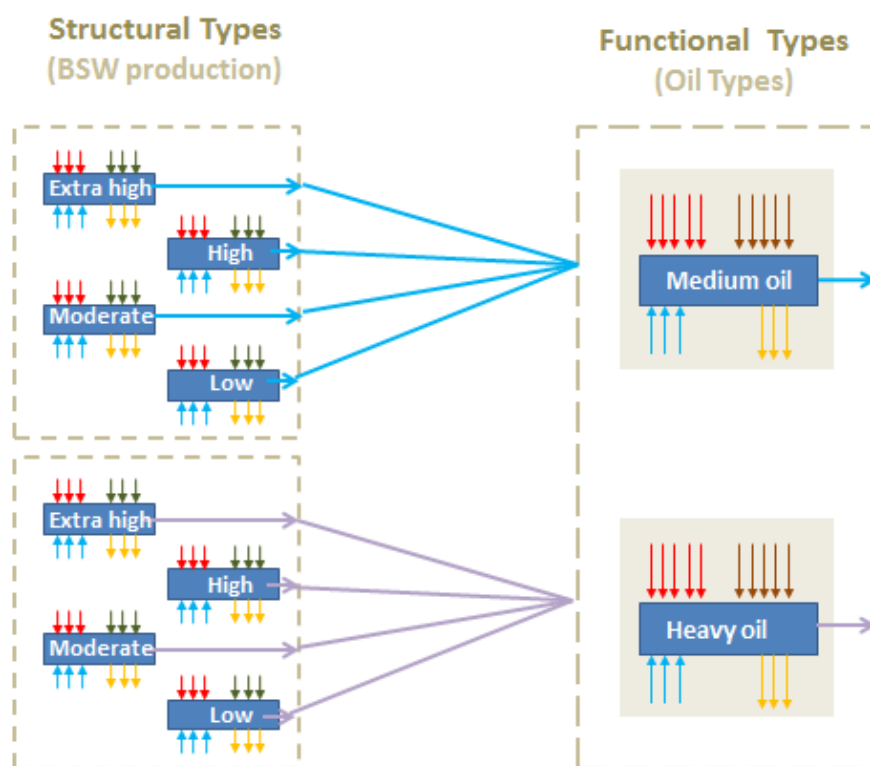 Structural Types
(BSW production)
Functional Types
(Oil Types)
Extra high
High
Moderate
Low
Medium oil
Extra high
High
Moderate
Low
Heavy oil